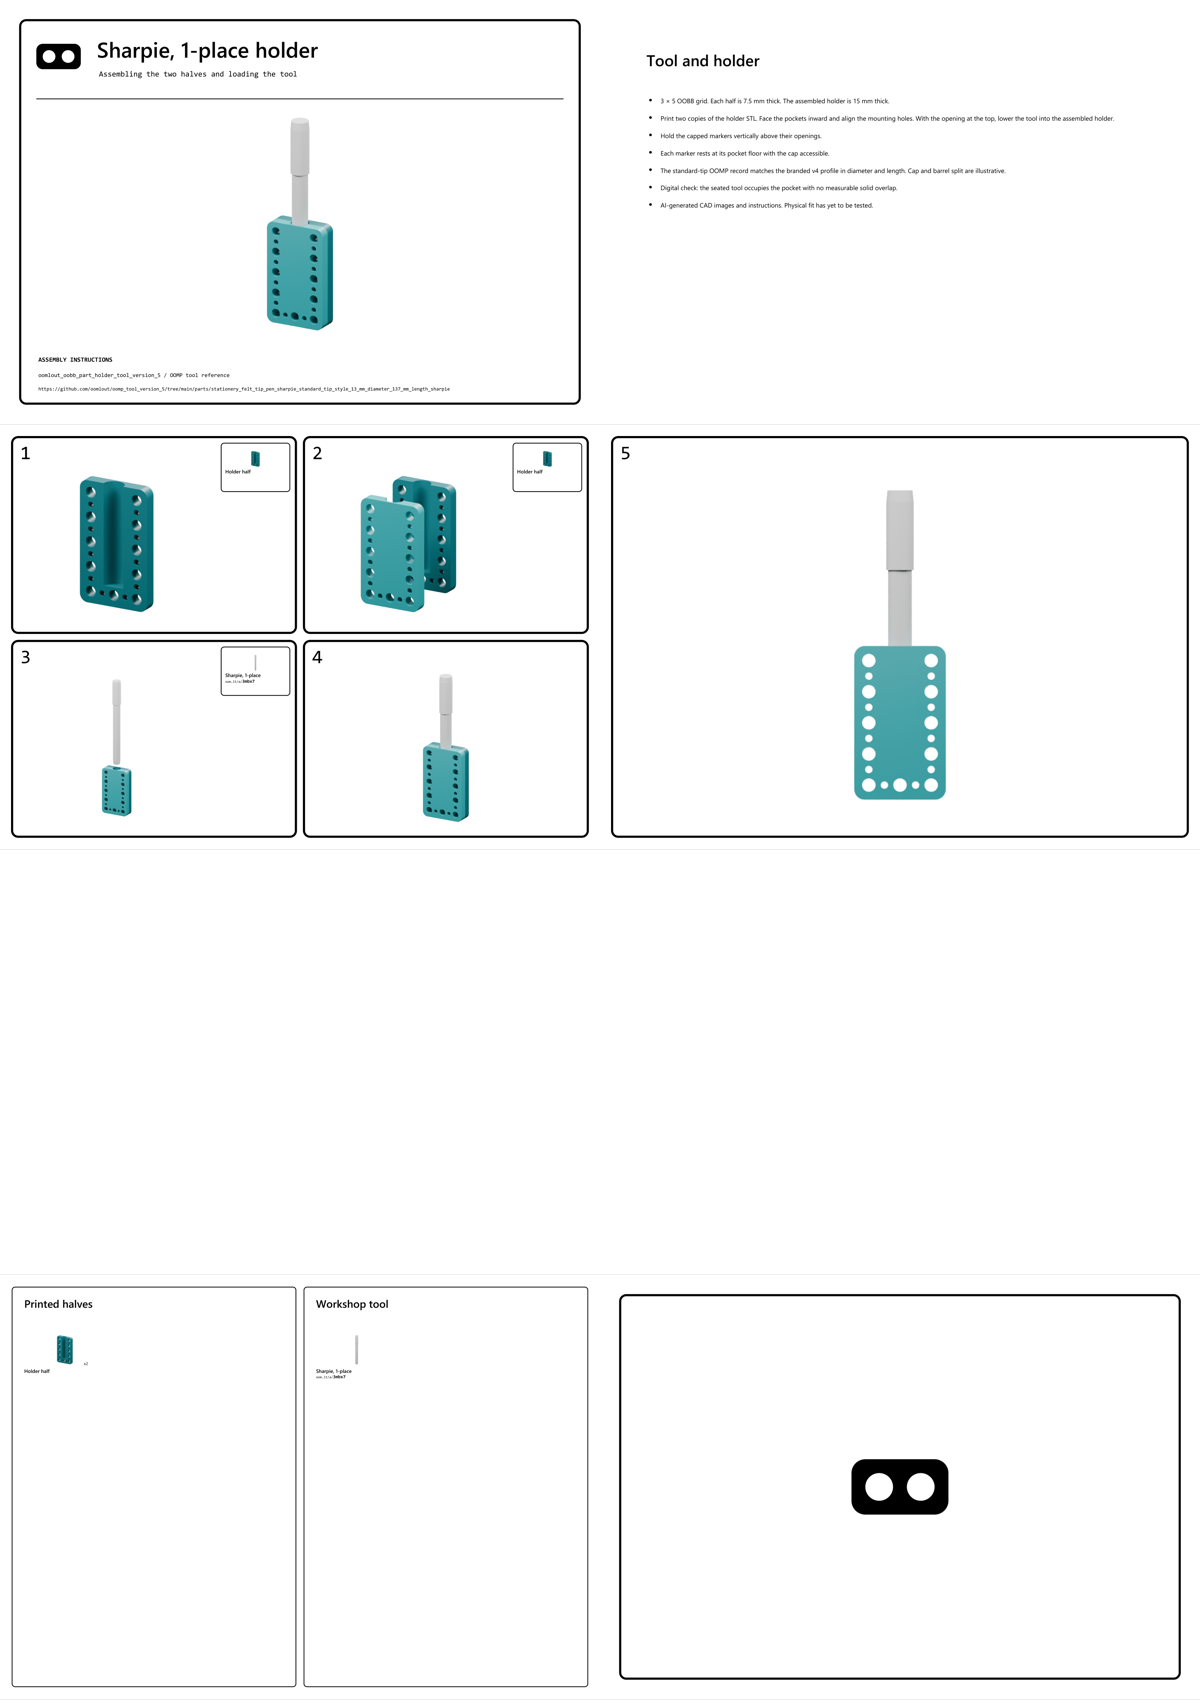 Sharpie, 1-place holder
Assembling the two halves and loading the tool
ASSEMBLY INSTRUCTIONS
oomlout_oobb_part_holder_tool_version_5 / OOMP tool reference
https://github.com/oomlout/oomp_tool_version_5/tree/main/parts/stationery_felt_tip_pen_sharpie_standard_tip_style_13_mm_diameter_137_mm_length_sharpie
Tool and holder
• 3 × 5 OOBB grid. Each half is 7.5 mm thick. The assembled holder is 15 mm thick.
• Print two copies of the holder STL. Face the pockets inward and align the mounting holes. With the opening at the top, lower the tool into the assembled holder.
• Hold the capped markers vertically above their openings.
• Each marker rests at its pocket floor with the cap accessible.
• The standard-tip OOMP record matches the branded v4 profile in diameter and length. Cap and barrel split are illustrative.
• Digital check: the seated tool occupies the pocket with no measurable solid overlap.
• AI-generated CAD images and instructions. Physical fit has yet to be tested.
1
Holder half
2
Holder half
3
Sharpie, 1-place
4
5
Printed halves
x2
Holder half
Workshop tool
Sharpie, 1-place